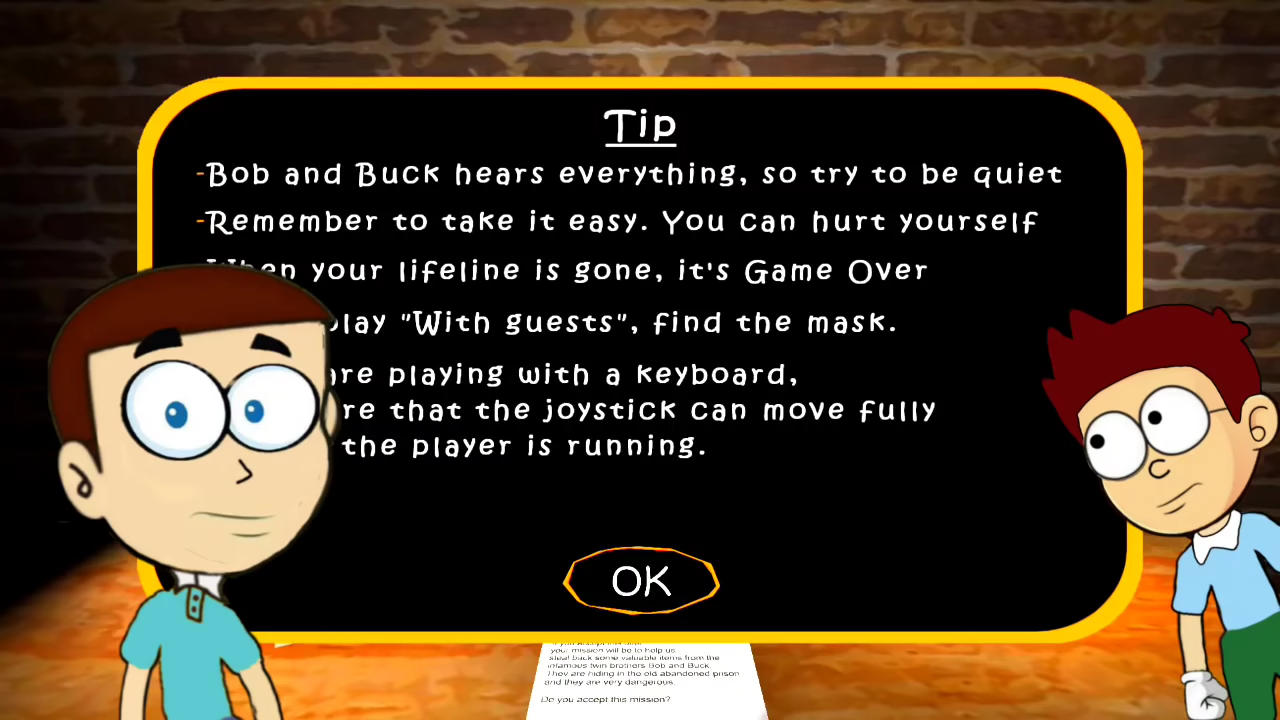 Tip
-Bob and Buck hears everything, so try to be quiet
-Remember to take it easy. You can hurt yourself
When your lifeline is gone, it's Game Over
play "With guests", find the mask.
are playing with a keyboard,
that the joystick can move fully
the player is running.
OK
your mission will be to help us
steal back some valuable items from the
infamous twin brothers Bob and Buck.
They are hiding in the old abandoned prison
and they are very dangerous.
Do you accept this mission?